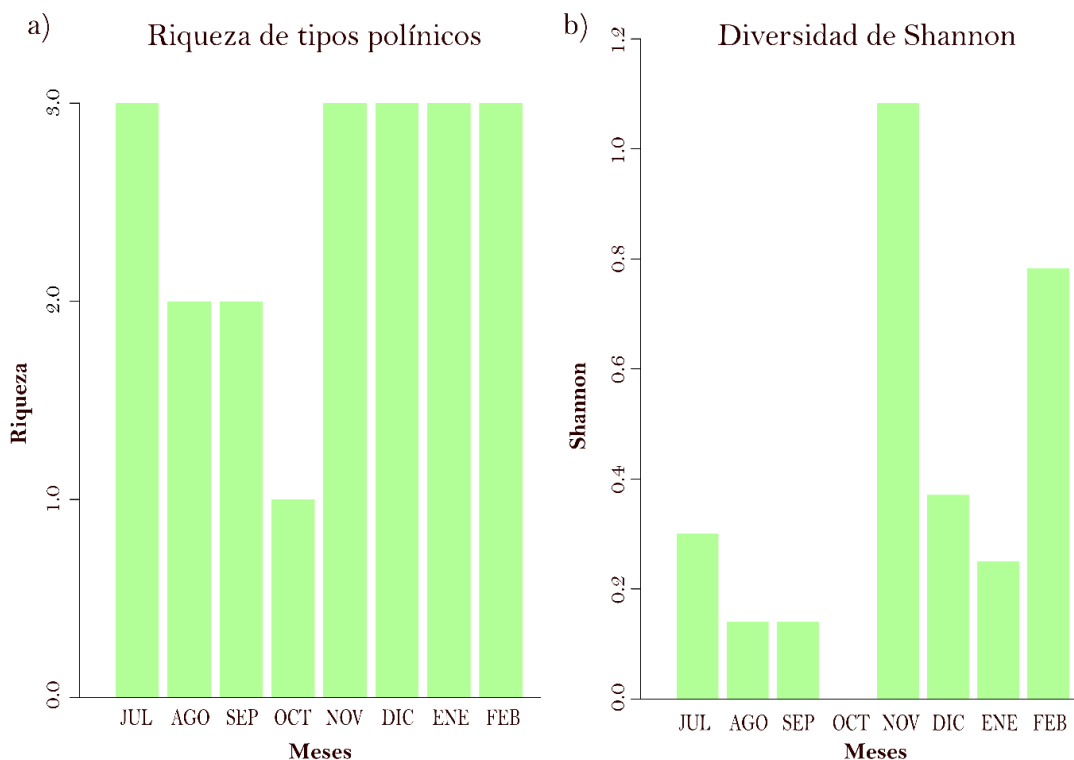 a)
Riqueza de tipos polínicos
3.0
2.0
1.0
0.0
Riqueza
JUL AGO SEP OCT NOV DIC ENE FEB
Meses
b)
Diversidad de Shannon
1.2
1.0
0.8
0.6
0.4
0.2
0.0
Shannon
JUL AGO SEP OCT NOV DIC ENE FEB
Meses